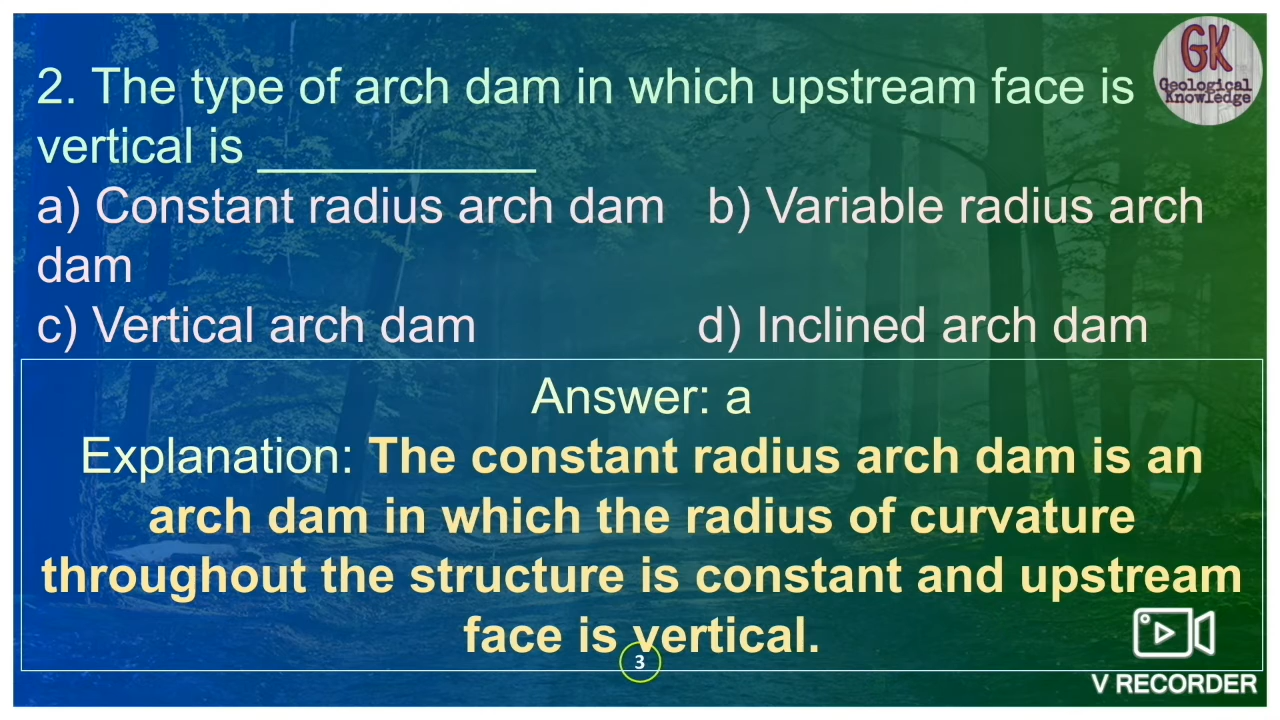 GK
Geological
Knowledge
2. The type of arch dam in which upstream face is
vertical is ___________
a) Constant radius arch dam b) Variable radius arch
dam
c) Vertical arch dam d) Inclined arch dam
Answer: a
Explanation: The constant radius arch dam is an
arch dam in which the radius of curvature
throughout the structure is constant and upstream
face is vertical.
3
V RECORDER